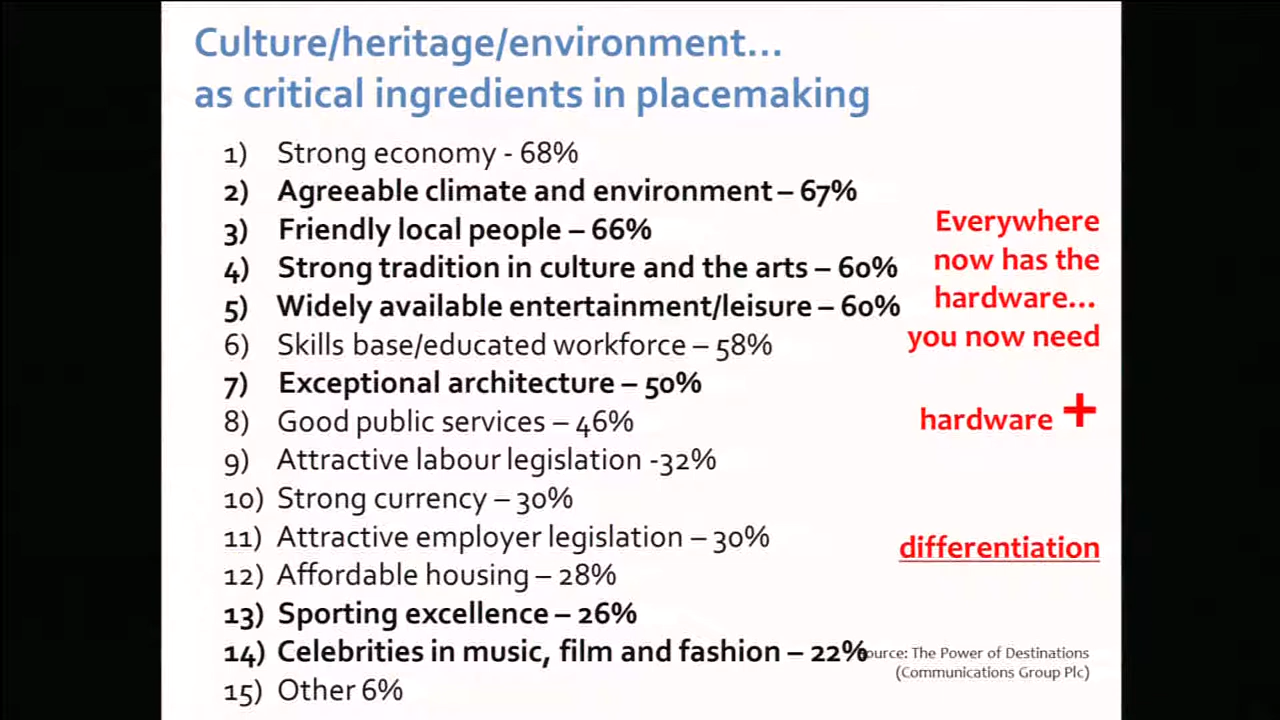 Culture/heritage/environment...
as critical ingredients in placemaking
1) Strong economy - 68%
2) Agreeable climate and environment – 67%
3) Friendly local people – 66%
4) Strong tradition in culture and the arts – 60%
5) Widely available entertainment/leisure – 60%
6) Skills base/educated workforce – 58%
7) Exceptional architecture – 50%
8) Good public services – 46%
9) Attractive labour legislation -32%
10) Strong currency – 30%
11) Attractive employer legislation – 30%
12) Affordable housing – 28%
13) Sporting excellence – 26%
14) Celebrities in music, film and fashion – 22%
15) Other 6%
Everywhere
now has the
hardware...
you now need
hardware +
differentiation
Source: The Power of Destinations
(Communications Group Plc)